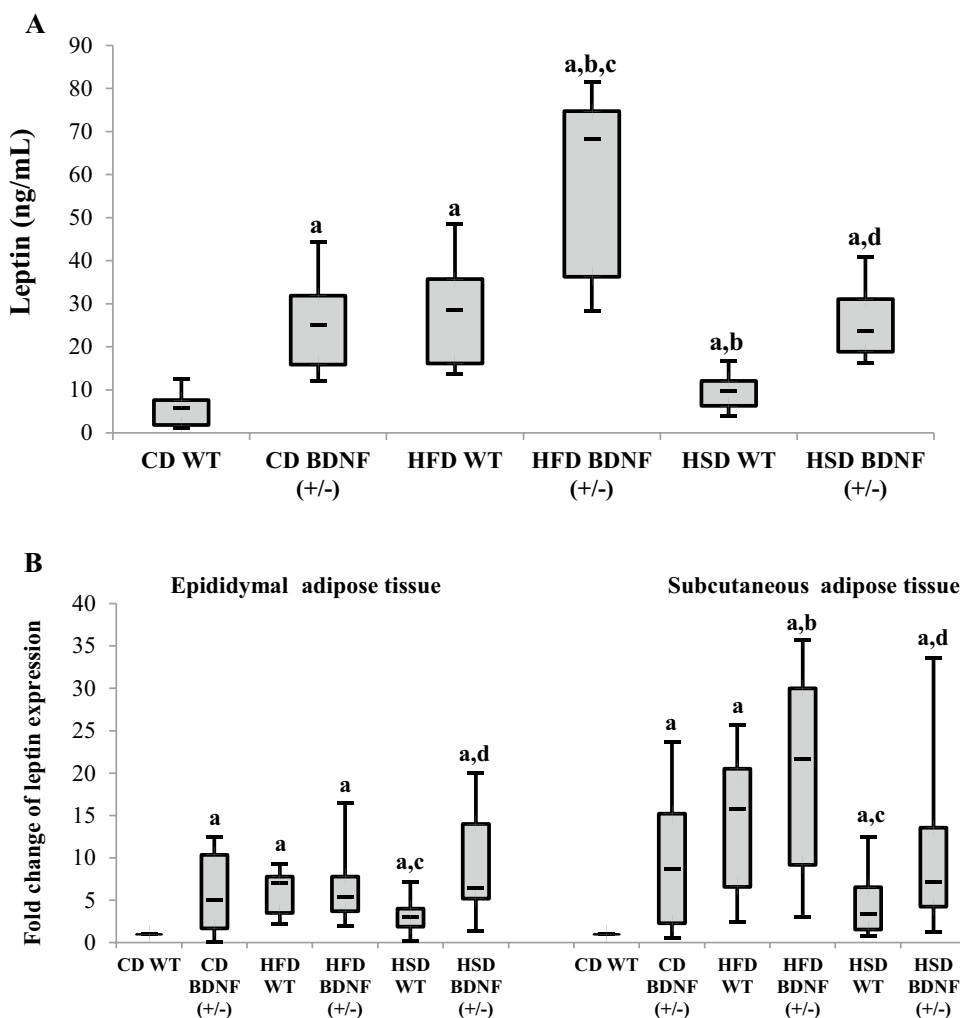 A
90
80
70
60
50
40
30
20
10
0
Leptin (ng/mL)
a
a
a,b,c
a,b
a,d
CD WT
CD BDNF
(+/-)
HFD WT
HFD BDNF
(+/-)
HSD WT
HSD BDNF
(+/-)
B
Epididymal adipose tissue
Subcutaneous adipose tissue
40
35
30
25
20
15
10
5
0
Fold change of leptin expression
a
a
a
a,c
a,d
a
a
a,b
a,c
a,d
CD WT
CD
BDNF
(+/-)
HFD
WT
HFD
BDNF
(+/-)
HSD
WT
HSD
BDNF
(+/-)
CD WT
CD
BDNF
(+/-)
HFD
WT
HFD
BDNF
(+/-)
HSD
WT
HSD
BDNF
(+/-)